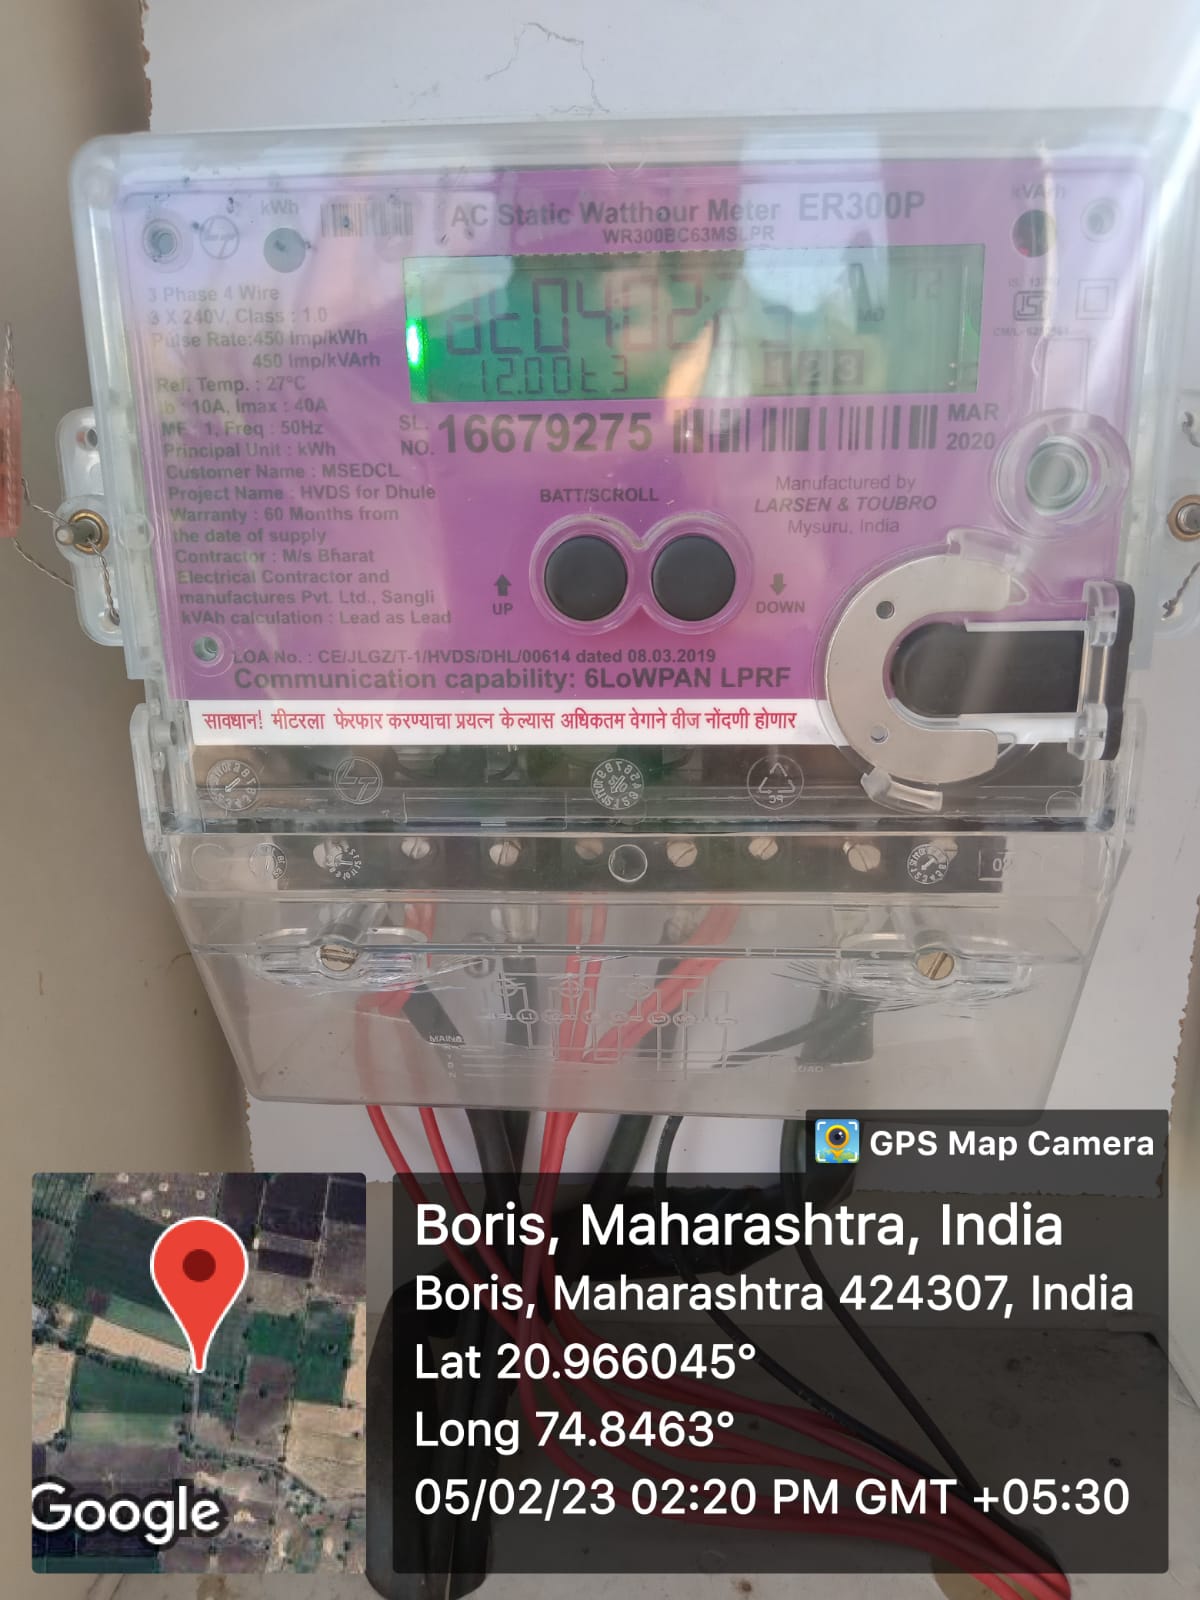 kWh
AC Static Watthour Meter ER300P
kVArh
WR300BC63MSLPR
3 Phase 4 Wire
3 X 240V, Class : 1.0
Pulse Rate:450 Imp/kWh
450 Imp/kVArh
Ref. Temp. : 27°C
Ib : 10A, Imax : 40A
MF : 1, Freq : 50Hz
Principal Unit : kWh
Customer Name : MSEDCL
Project Name : HVDS for Dhule
Warranty : 60 Months from
the date of supply
Contractor : M/s Bharat
Electrical Contractor and
manufactures Pvt. Ltd., Sangli
kVAh calculation : Lead as Lead
12.00t3
1 2 3
SL. NO. 16679275
MAR
2020
BATT/SCROLL
UP
DOWN
Manufactured by
LARSEN & TOUBRO
Mysuru, India
LOA No. : CE/JLGZ/T-1/HVDS/DHL/00614 dated 08.03.2019
Communication capability: 6LoWPAN LPRF
सावधान! मीटरला फेरफार करण्याचा प्रयत्न केल्यास अधिकतम वेगाने वीज नोंदणी होणार
MAINS
LOAD
GPS Map Camera
Boris, Maharashtra, India
Boris, Maharashtra 424307, India
Lat 20.966045°
Long 74.8463°
05/02/23 02:20 PM GMT +05:30
Google